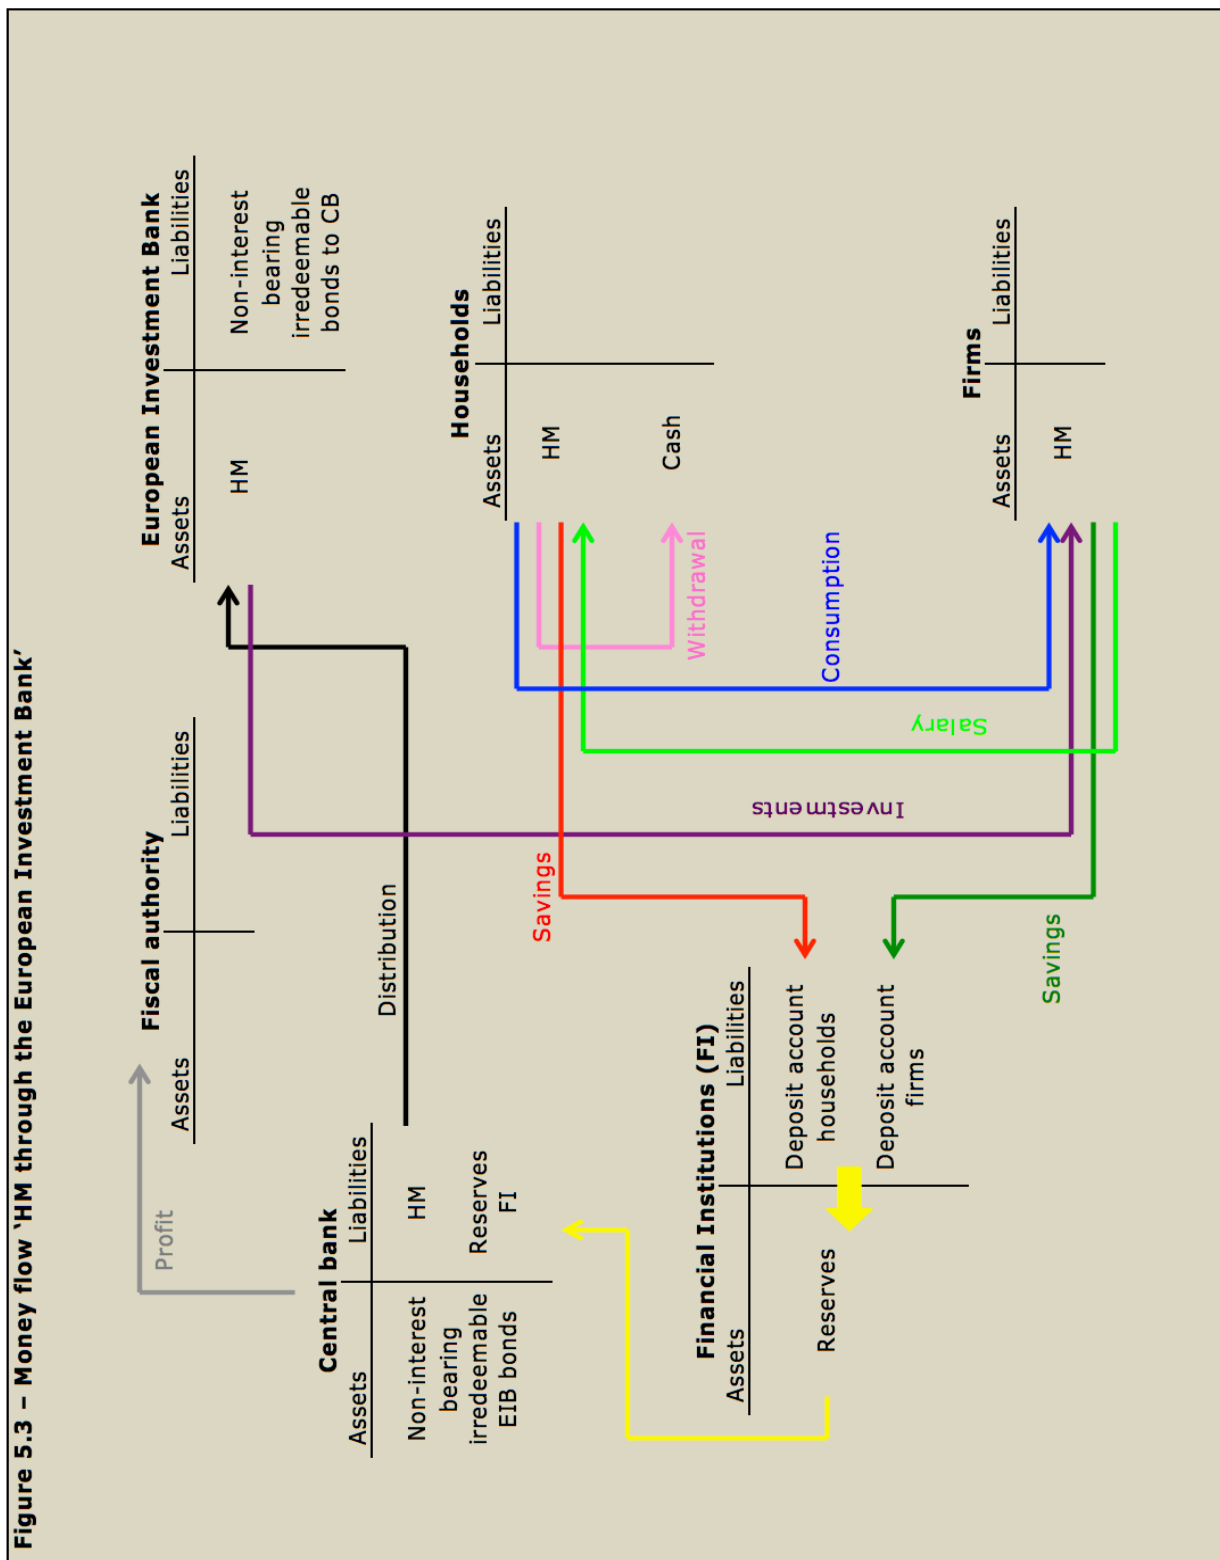 Figure 5.3 – Money flow ‘HM through the European Investment Bank’
Profit
Fiscal authority
Assets
Liabilities
European Investment Bank
Assets
Liabilities
HM
Non-interest
bearing
irredeemable
bonds to CB
Central bank
Assets
Liabilities
Non-interest
bearing
irredeemable
EIB bonds
HM
Reserves
FI
Distribution
Households
Assets
Liabilities
HM
Cash
Savings
Withdrawal
Financial Institutions (FI)
Assets
Liabilities
Reserves
Deposit account
households
Deposit account
firms
Investments
Consumption
Salary
Savings
Firms
Assets
Liabilities
HM